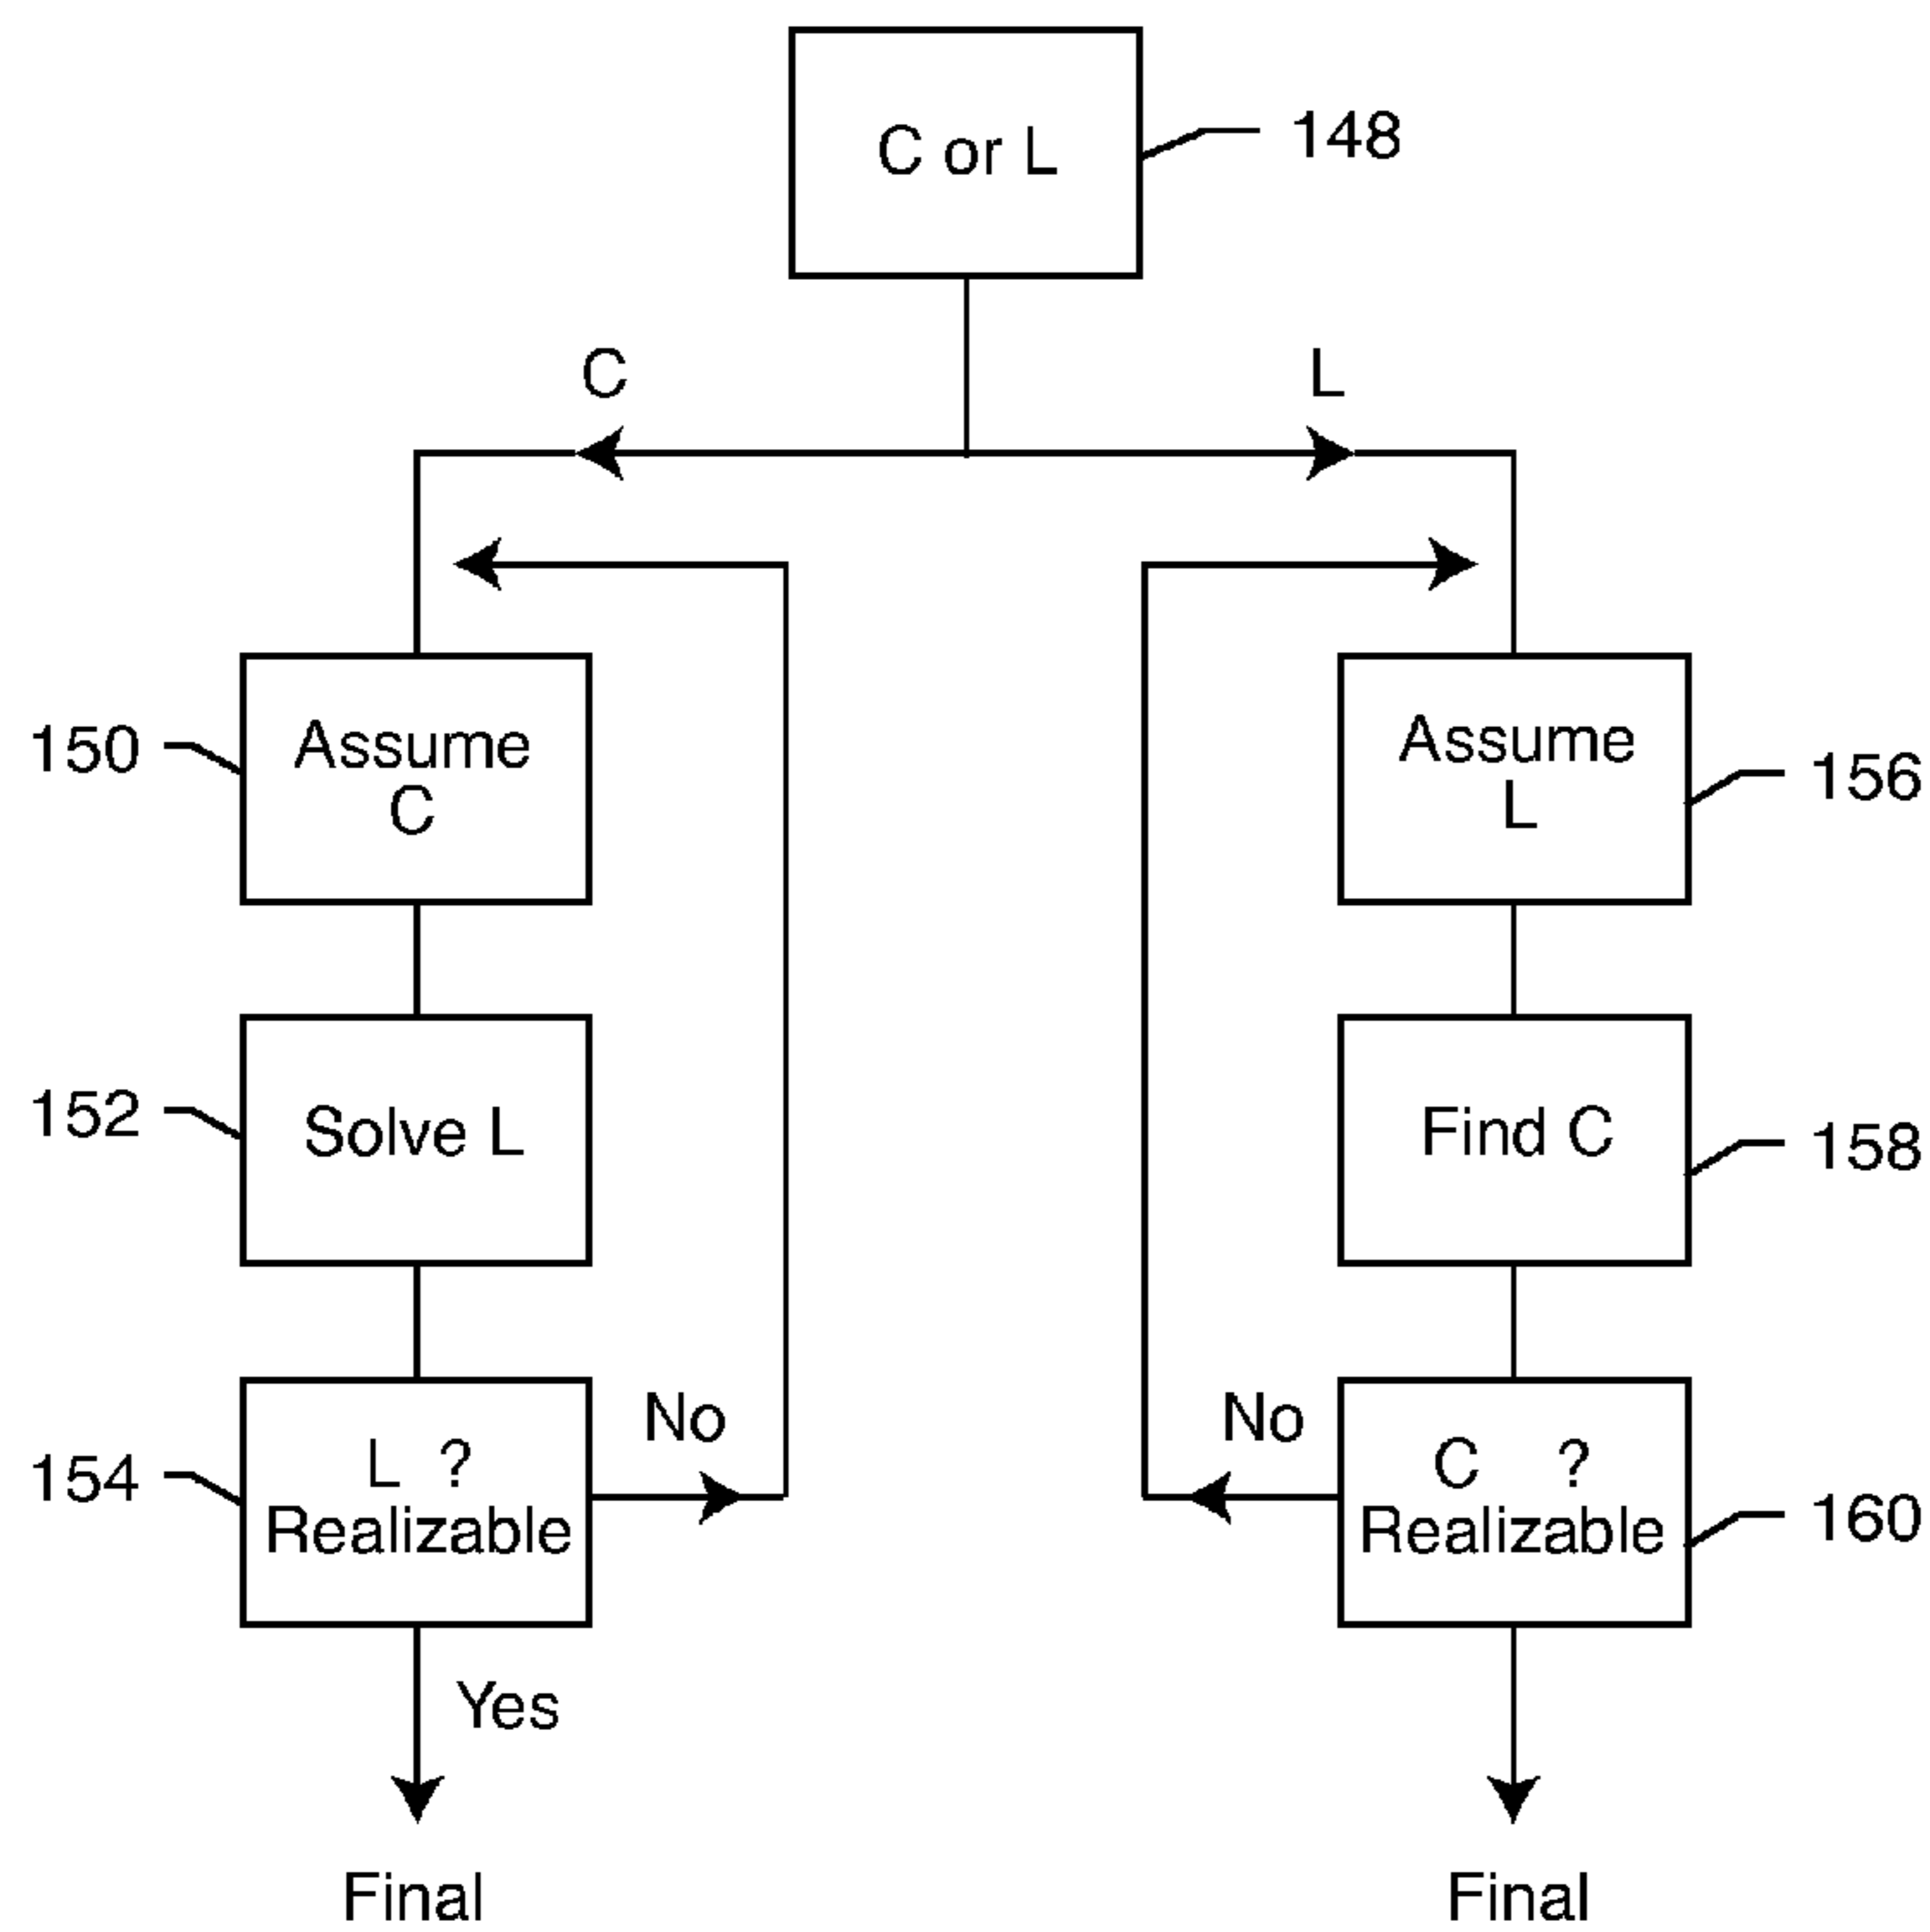 C or L
148
C
L
150
Assume
C
Assume
L
156
152
Solve L
Find C
158
154
L ?
Realizable
No
No
C ?
Realizable
160
Yes
Final
Final